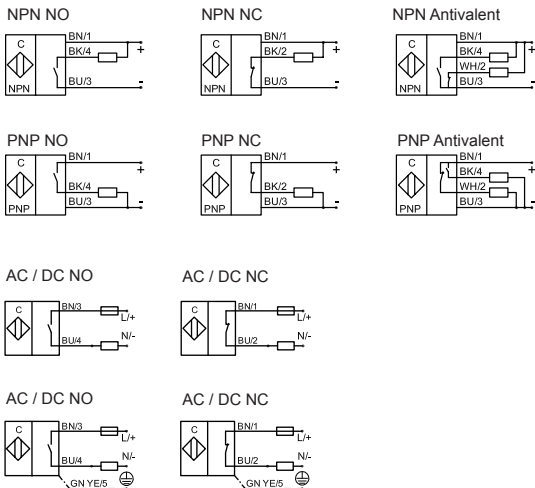 NPN NO
NPN NC
NPN Antivalent
C
BN/1
BK/4
+
NPN
BU/3
-
C
BN/1
BK/2
+
NPN
BU/3
-
C
BN/1
BK/4
WH/2
+
NPN
BU/3
-
PNP NO
PNP NC
PNP Antivalent
C
BN/1
+
BK/4
PNP
BU/3
-
C
BN/1
+
BK/2
PNP
BU/3
-
C
BN/1
BK/4
+
WH/2
PNP
BU/3
-
AC / DC NO
AC / DC NC
C
BN/3
L/+
N/-
BU/4
C
BN/1
L/+
N/-
BU/2
AC / DC NO
AC / DC NC
C
BN/3
L/+
N/-
BU/4
GN YE/5
C
BN/1
L/+
N/-
BU/2
GN YE/5